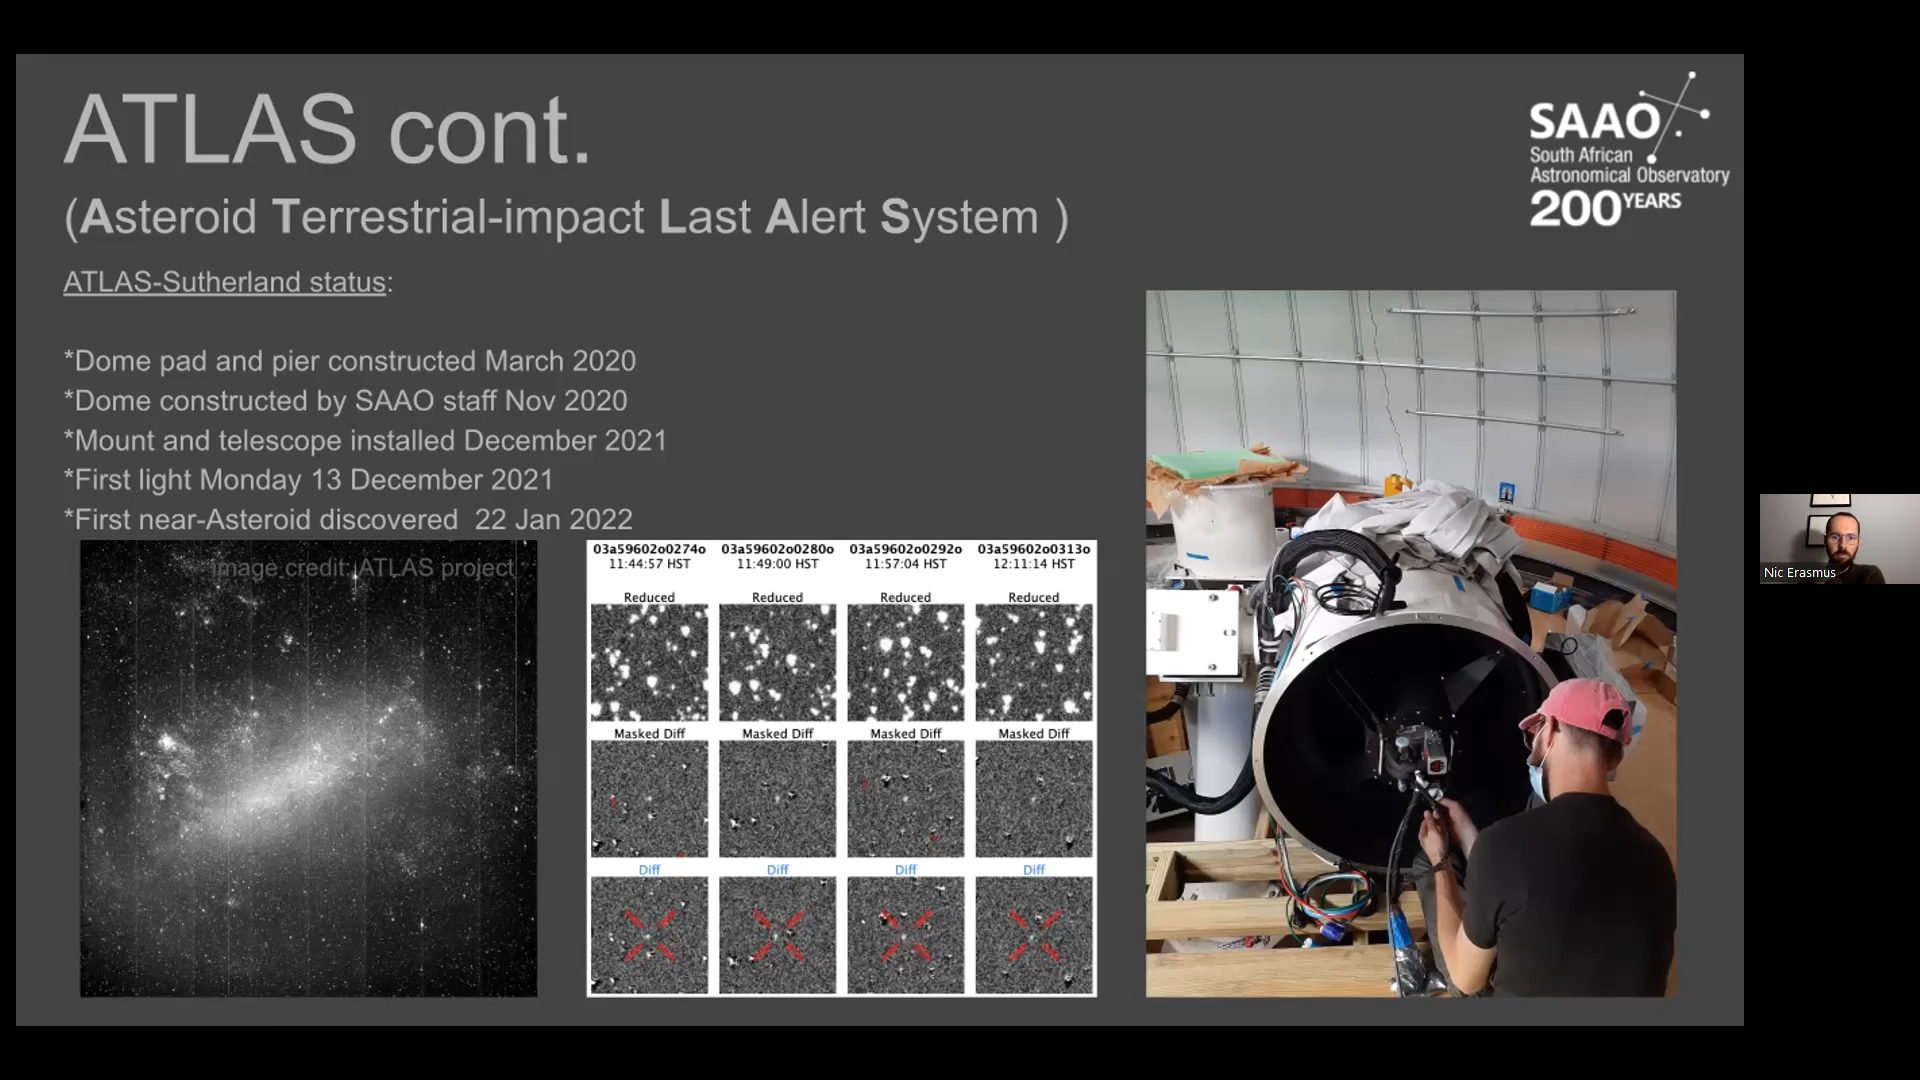 ATLAS cont.
(Asteroid Terrestrial-impact Last Alert System )
SAAO
South African
Astronomical Observatory
200 YEARS
ATLAS-Sutherland status:
*Dome pad and pier constructed March 2020
*Dome constructed by SAAO staff Nov 2020
*Mount and telescope installed December 2021
*First light Monday 13 December 2021
*First near-Asteroid discovered  22 Jan 2022
image credit: ATLAS project
03a59602o0274o 03a59602o0280o 03a59602o0292o 03a59602o0313o
11:44:57 HST 11:49:00 HST 11:57:04 HST 12:11:14 HST
Reduced Reduced Reduced Reduced
Masked Diff Masked Diff Masked Diff Masked Diff
Diff Diff Diff Diff
Nic Erasmus